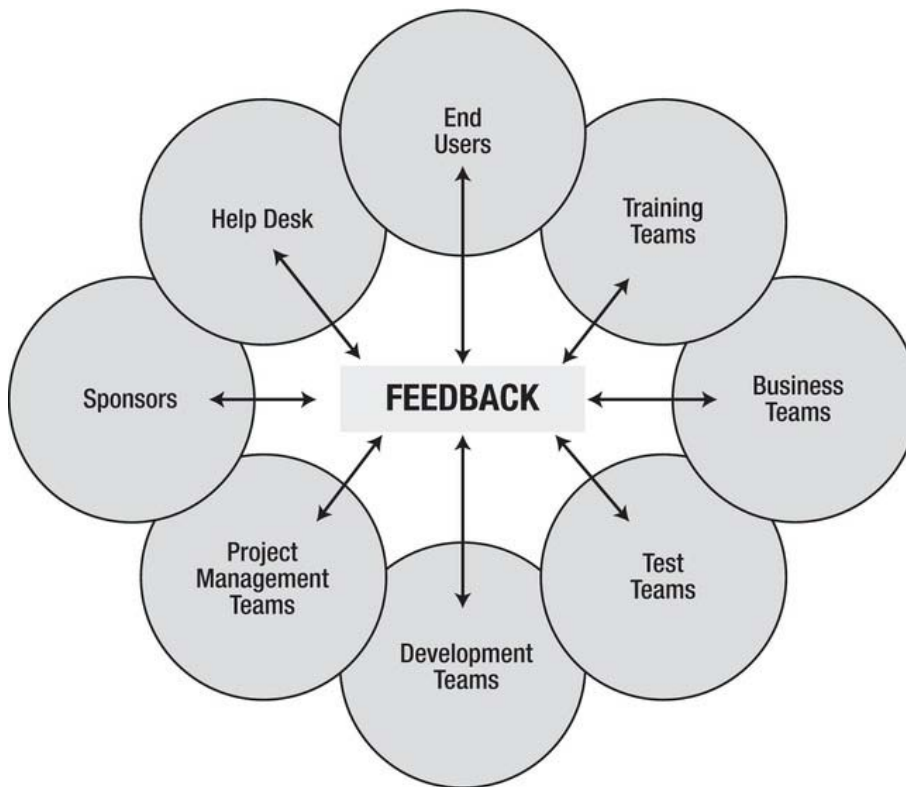 End
Users
Help Desk
Training
Teams
Sponsors
FEEDBACK
Business
Teams
Project
Management
Teams
Test
Teams
Development
Teams